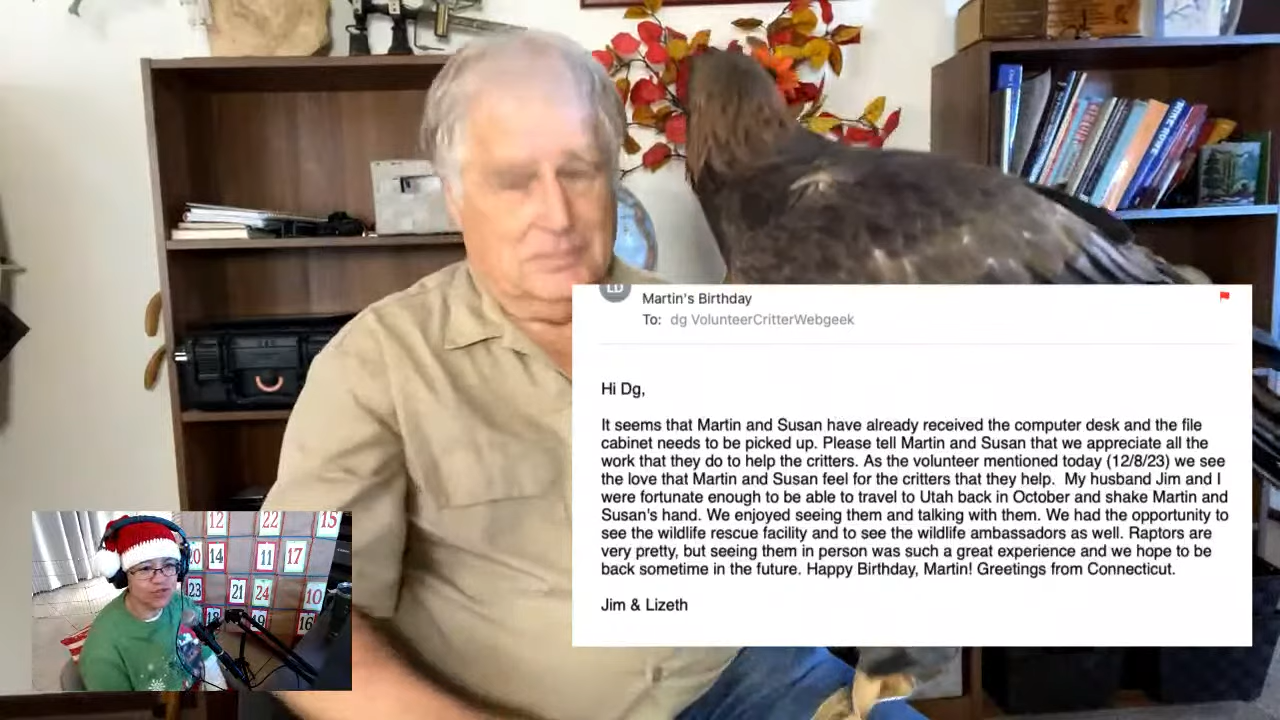 LD
Martin's Birthday
To: dg VolunteerCritterWebgeek
Hi Dg,
It seems that Martin and Susan have already received the computer desk and the file
cabinet needs to be picked up. Please tell Martin and Susan that we appreciate all the
work that they do to help the critters. As the volunteer mentioned today (12/8/23) we see
the love that Martin and Susan feel for the critters that they help. My husband Jim and I
were fortunate enough to be able to travel to Utah back in October and shake Martin and
Susan's hand. We enjoyed seeing them and talking with them. We had the opportunity to
see the wildlife rescue facility and to see the wildlife ambassadors as well. Raptors are
very pretty, but seeing them in person was such a great experience and we hope to be
back sometime in the future. Happy Birthday, Martin! Greetings from Connecticut.
Jim & Lizeth
MIKE ROWE
12 22 15
14 11 17
23 21 24 10
18 19 16